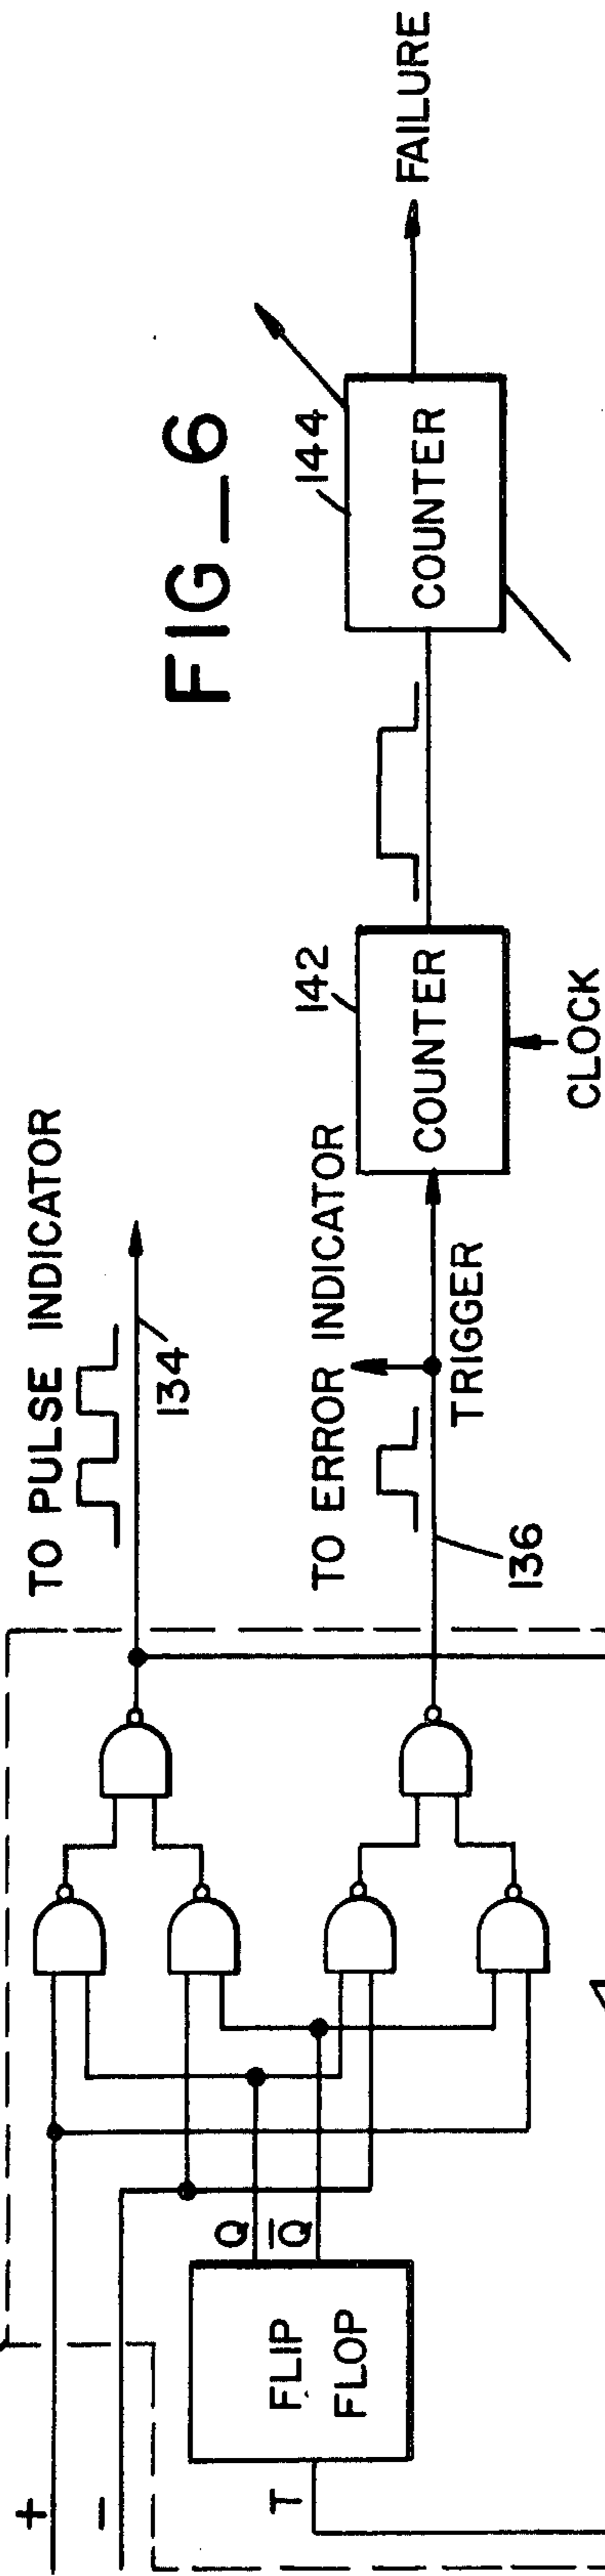 FIG_6
TO PULSE INDICATOR
134
+
-
T
FLIP
FLOP
Q
Q̅
TO ERROR INDICATOR
136
TRIGGER
142
COUNTER
CLOCK
144
COUNTER
FAILURE